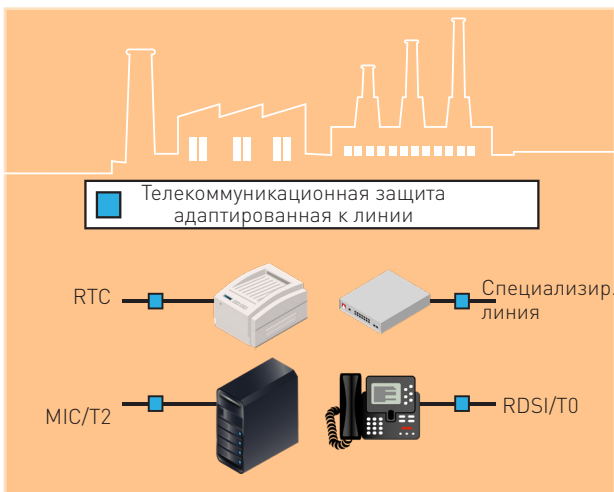 Телекоммуникационная защита
адаптированная к линии
RTC
Специализир.
линия
MIC/T2
RDSI/T0